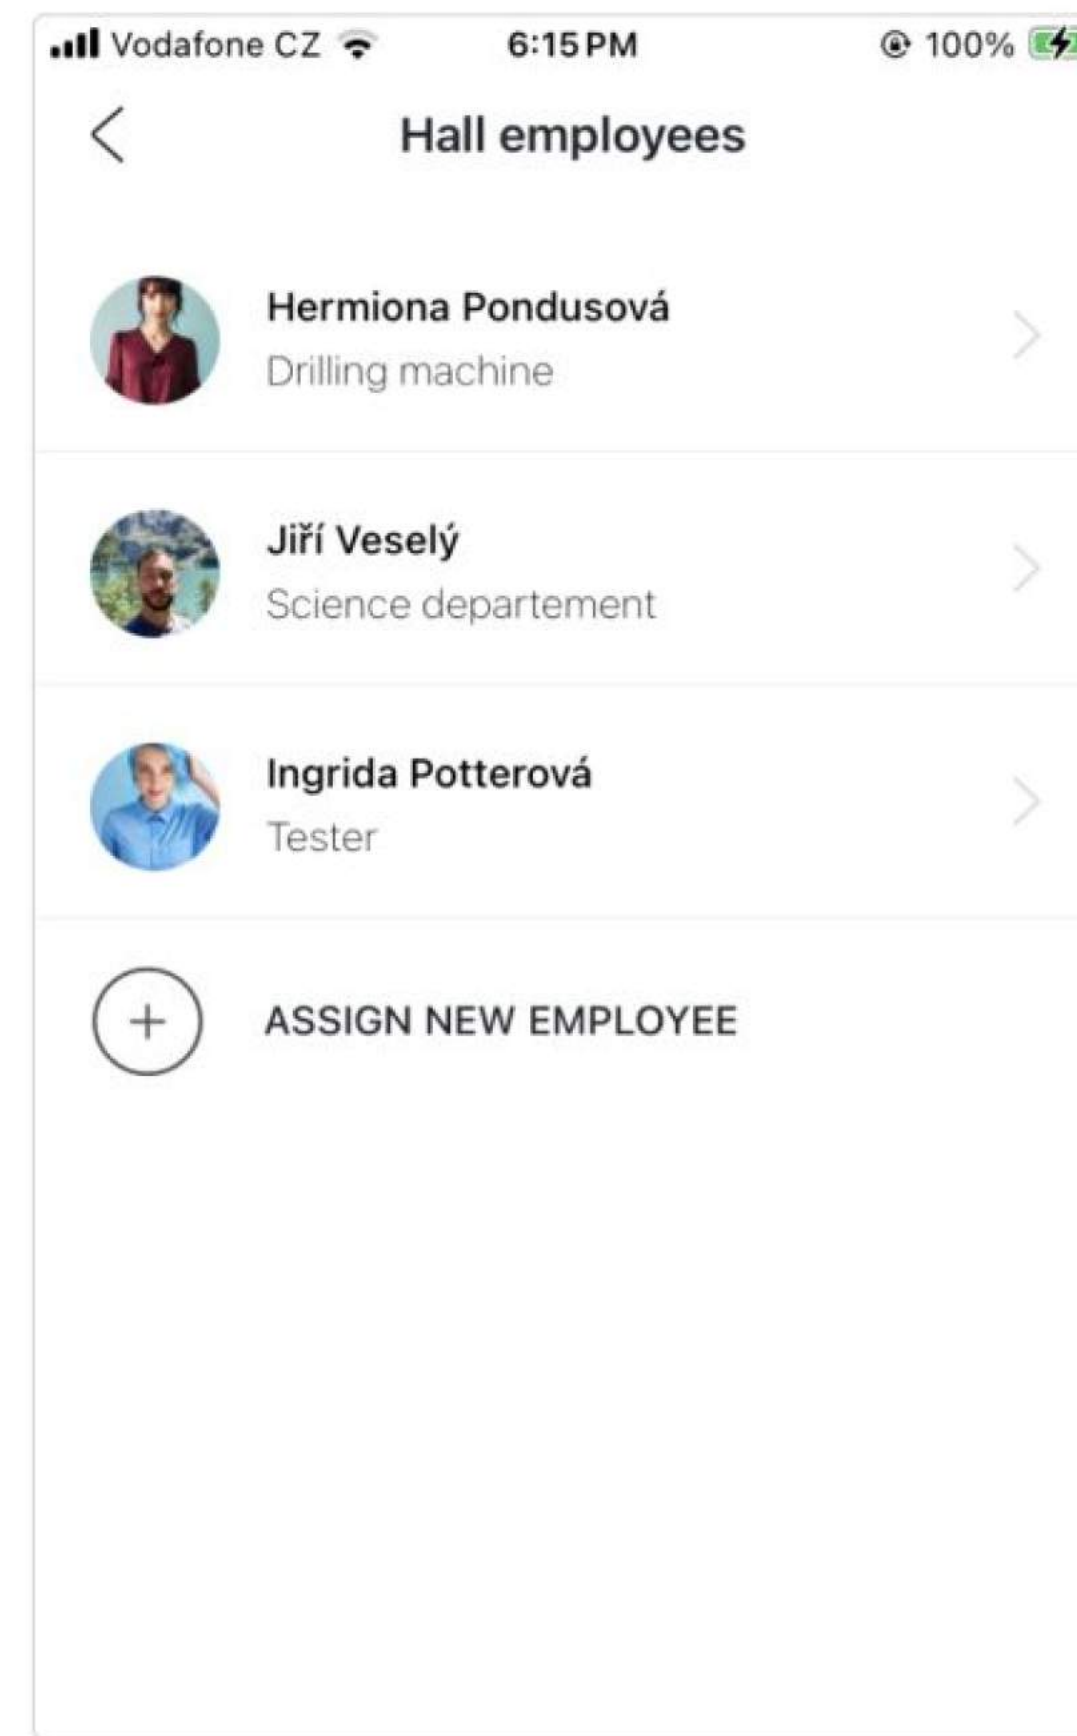 Vodafone CZ 6:15 PM 100%
Hall employees
Hermiona Pondusová
Drilling machine
Jiří Veselý
Science departement
Ingrida Potterová
Tester
ASSIGN NEW EMPLOYEE